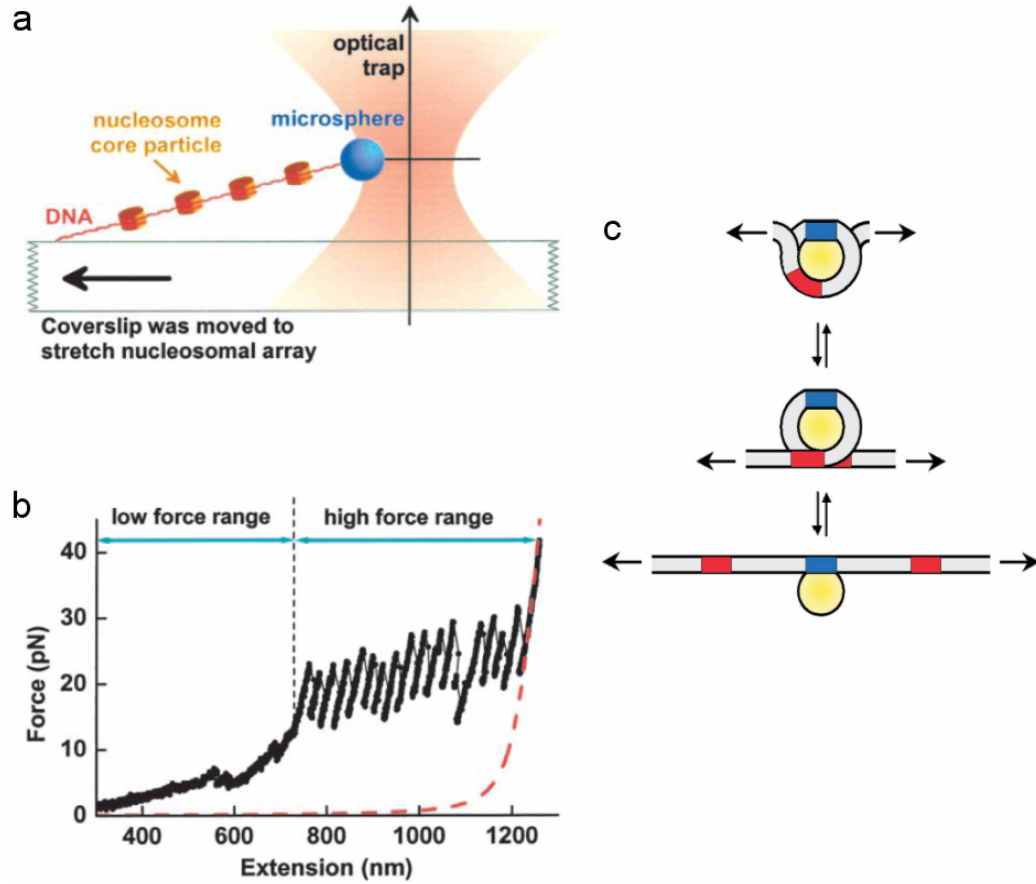 a
optical
trap
microsphere
nucleosome
core particle
DNA
Coverslip was moved to
stretch nucleosomal array
b
low force range
high force range
Force (pN)
40
30
20
10
0
400
600
800
1000
1200
Extension (nm)
c